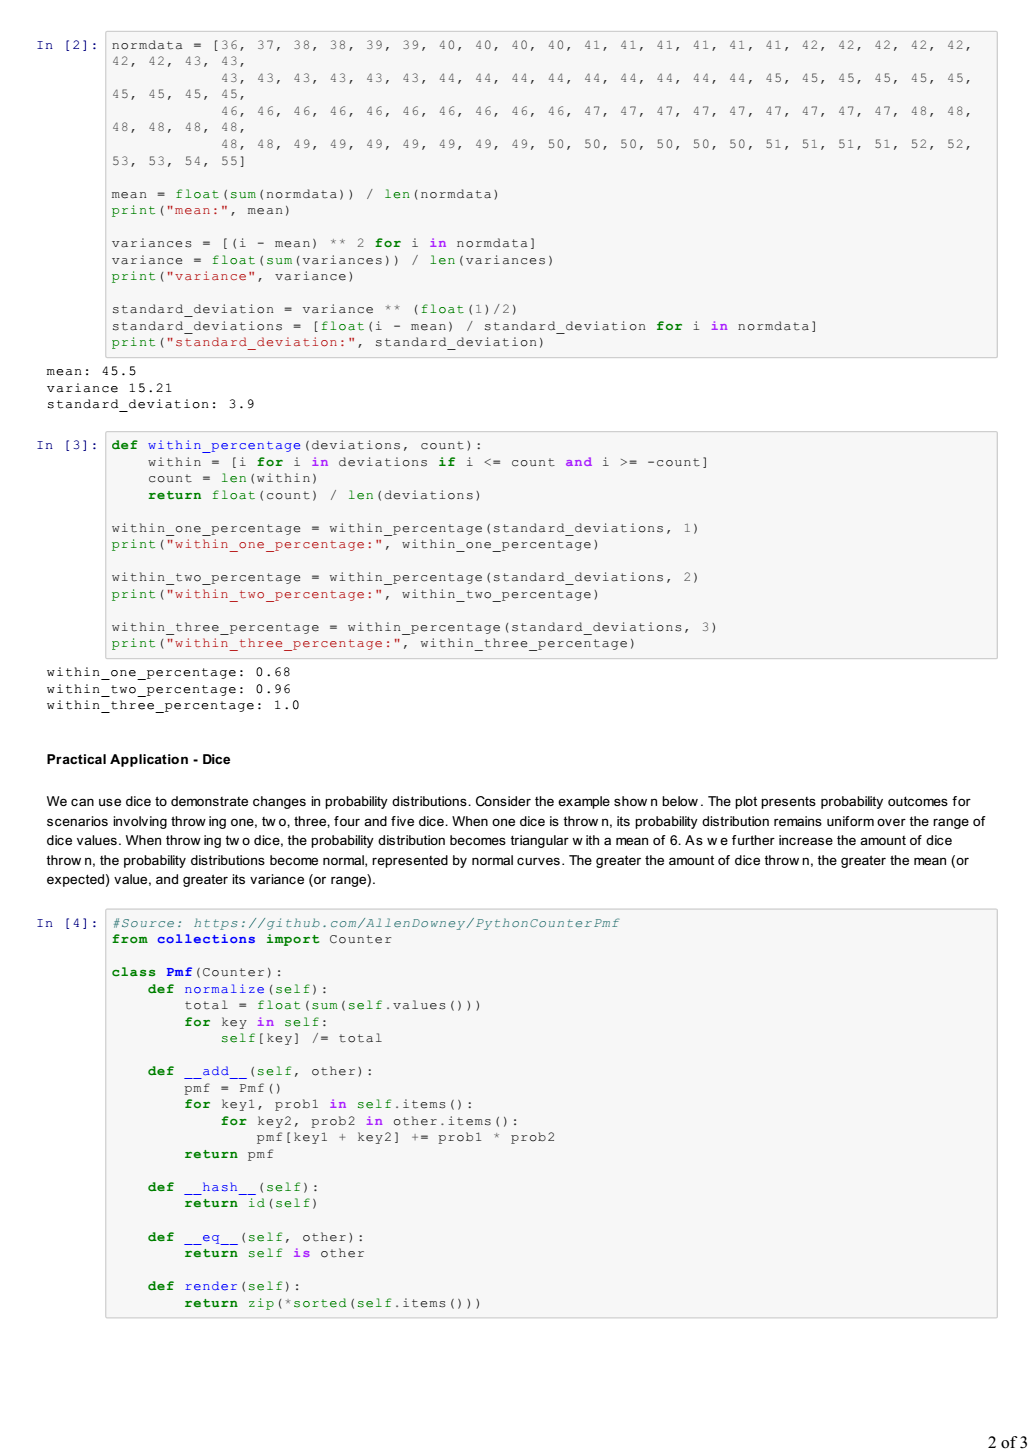 In [2]: normdata = [36, 37, 38, 38, 39, 39, 40, 40, 40, 40, 41, 41, 41, 41, 41, 41, 42, 42, 42, 42, 42,
42, 42, 43, 43,
            43, 43, 43, 43, 43, 43, 44, 44, 44, 44, 44, 44, 44, 44, 44, 45, 45, 45, 45, 45, 45,
45, 45, 45, 45,
            46, 46, 46, 46, 46, 46, 46, 46, 46, 46, 47, 47, 47, 47, 47, 47, 47, 47, 47, 48, 48,
48, 48, 48, 48,
            48, 48, 49, 49, 49, 49, 49, 49, 49, 50, 50, 50, 50, 50, 50, 51, 51, 51, 51, 52, 52,
53, 53, 54, 55]
mean = float(sum(normdata)) / len(normdata)
print("mean:", mean)
variances = [(i - mean) ** 2 for i in normdata]
variance = float(sum(variances)) / len(variances)
print("variance", variance)
standard_deviation = variance ** (float(1)/2)
standard_deviations = [float(i - mean) / standard_deviation for i in normdata]
print("standard_deviation:", standard_deviation)
mean: 45.5
variance 15.21
standard_deviation: 3.9
In [3]: def within_percentage(deviations, count):
    within = [i for i in deviations if i <= count and i >= -count]
    count = len(within)
    return float(count) / len(deviations)
within_one_percentage = within_percentage(standard_deviations, 1)
print("within_one_percentage:", within_one_percentage)
within_two_percentage = within_percentage(standard_deviations, 2)
print("within_two_percentage:", within_two_percentage)
within_three_percentage = within_percentage(standard_deviations, 3)
print("within_three_percentage:", within_three_percentage)
within_one_percentage: 0.68
within_two_percentage: 0.96
within_three_percentage: 1.0
Practical Application - Dice
We can use dice to demonstrate changes in probability distributions. Consider the example shown below. The plot presents probability outcomes for
scenarios involving throwing one, two, three, four and five dice. When one dice is thrown, its probability distribution remains uniform over the range of
dice values. When throwing two dice, the probability distribution becomes triangular with a mean of 6. As we further increase the amount of dice
thrown, the probability distributions become normal, represented by normal curves. The greater the amount of dice thrown, the greater the mean (or
expected) value, and greater its variance (or range).
In [4]: #Source: https://github.com/AllenDowney/PythonCounterPmf
from collections import Counter
class Pmf(Counter):
    def normalize(self):
        total = float(sum(self.values()))
        for key in self:
            self[key] /= total
    def __add__(self, other):
        pmf = Pmf()
        for key1, prob1 in self.items():
            for key2, prob2 in other.items():
                pmf[key1 + key2] += prob1 * prob2
        return pmf
    def __hash__(self):
        return id(self)
    def __eq__(self, other):
        return self is other
    def render(self):
        return zip(*sorted(self.items()))
2 of 3